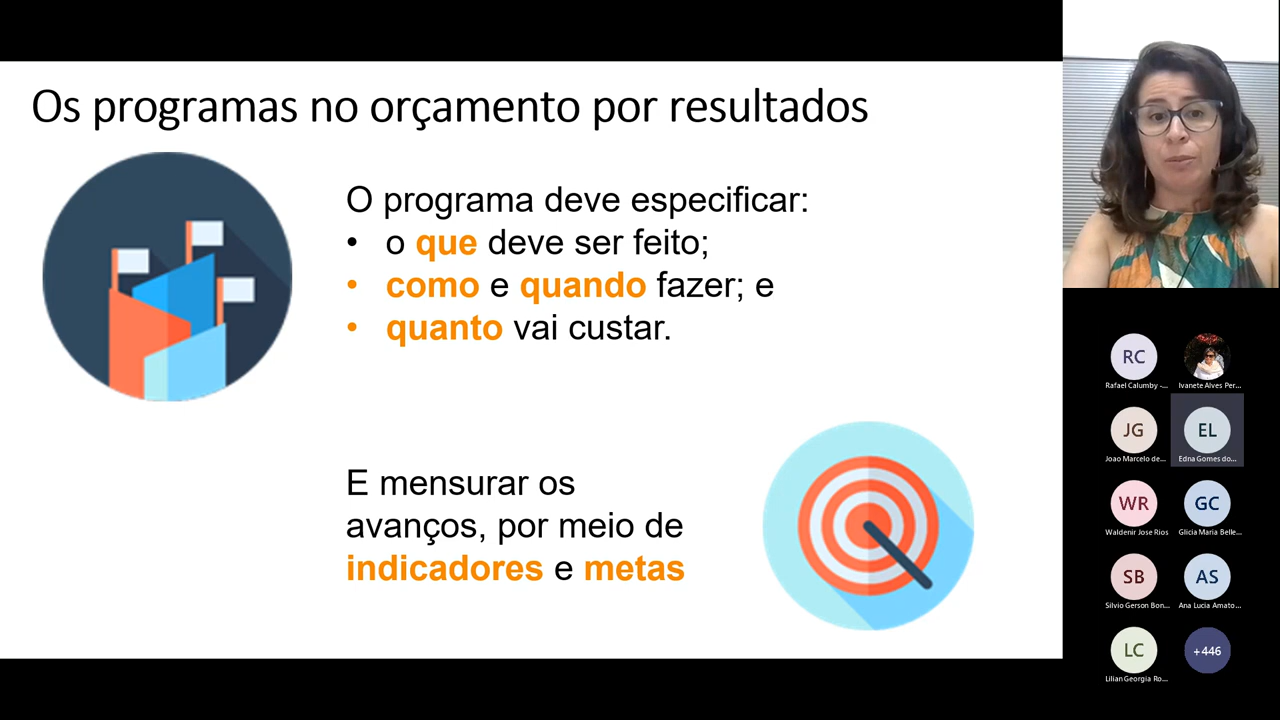 Os programas no orçamento por resultados
O programa deve especificar:
• o que deve ser feito;
• como e quando fazer; e
• quanto vai custar.
E mensurar os
avanços, por meio de
indicadores e metas
RC
Rafael Calumby -...
Ivanete Alves Per...
JG
Joao Marcelo de...
EL
Edna Gomes do...
WR
Waldenir Jose Rios
GC
Glicia Maria Belle...
SB
Silvio Gerson Bon...
AS
Ana Lucia Amato...
LC
Lilian Georgia Ro...
+446